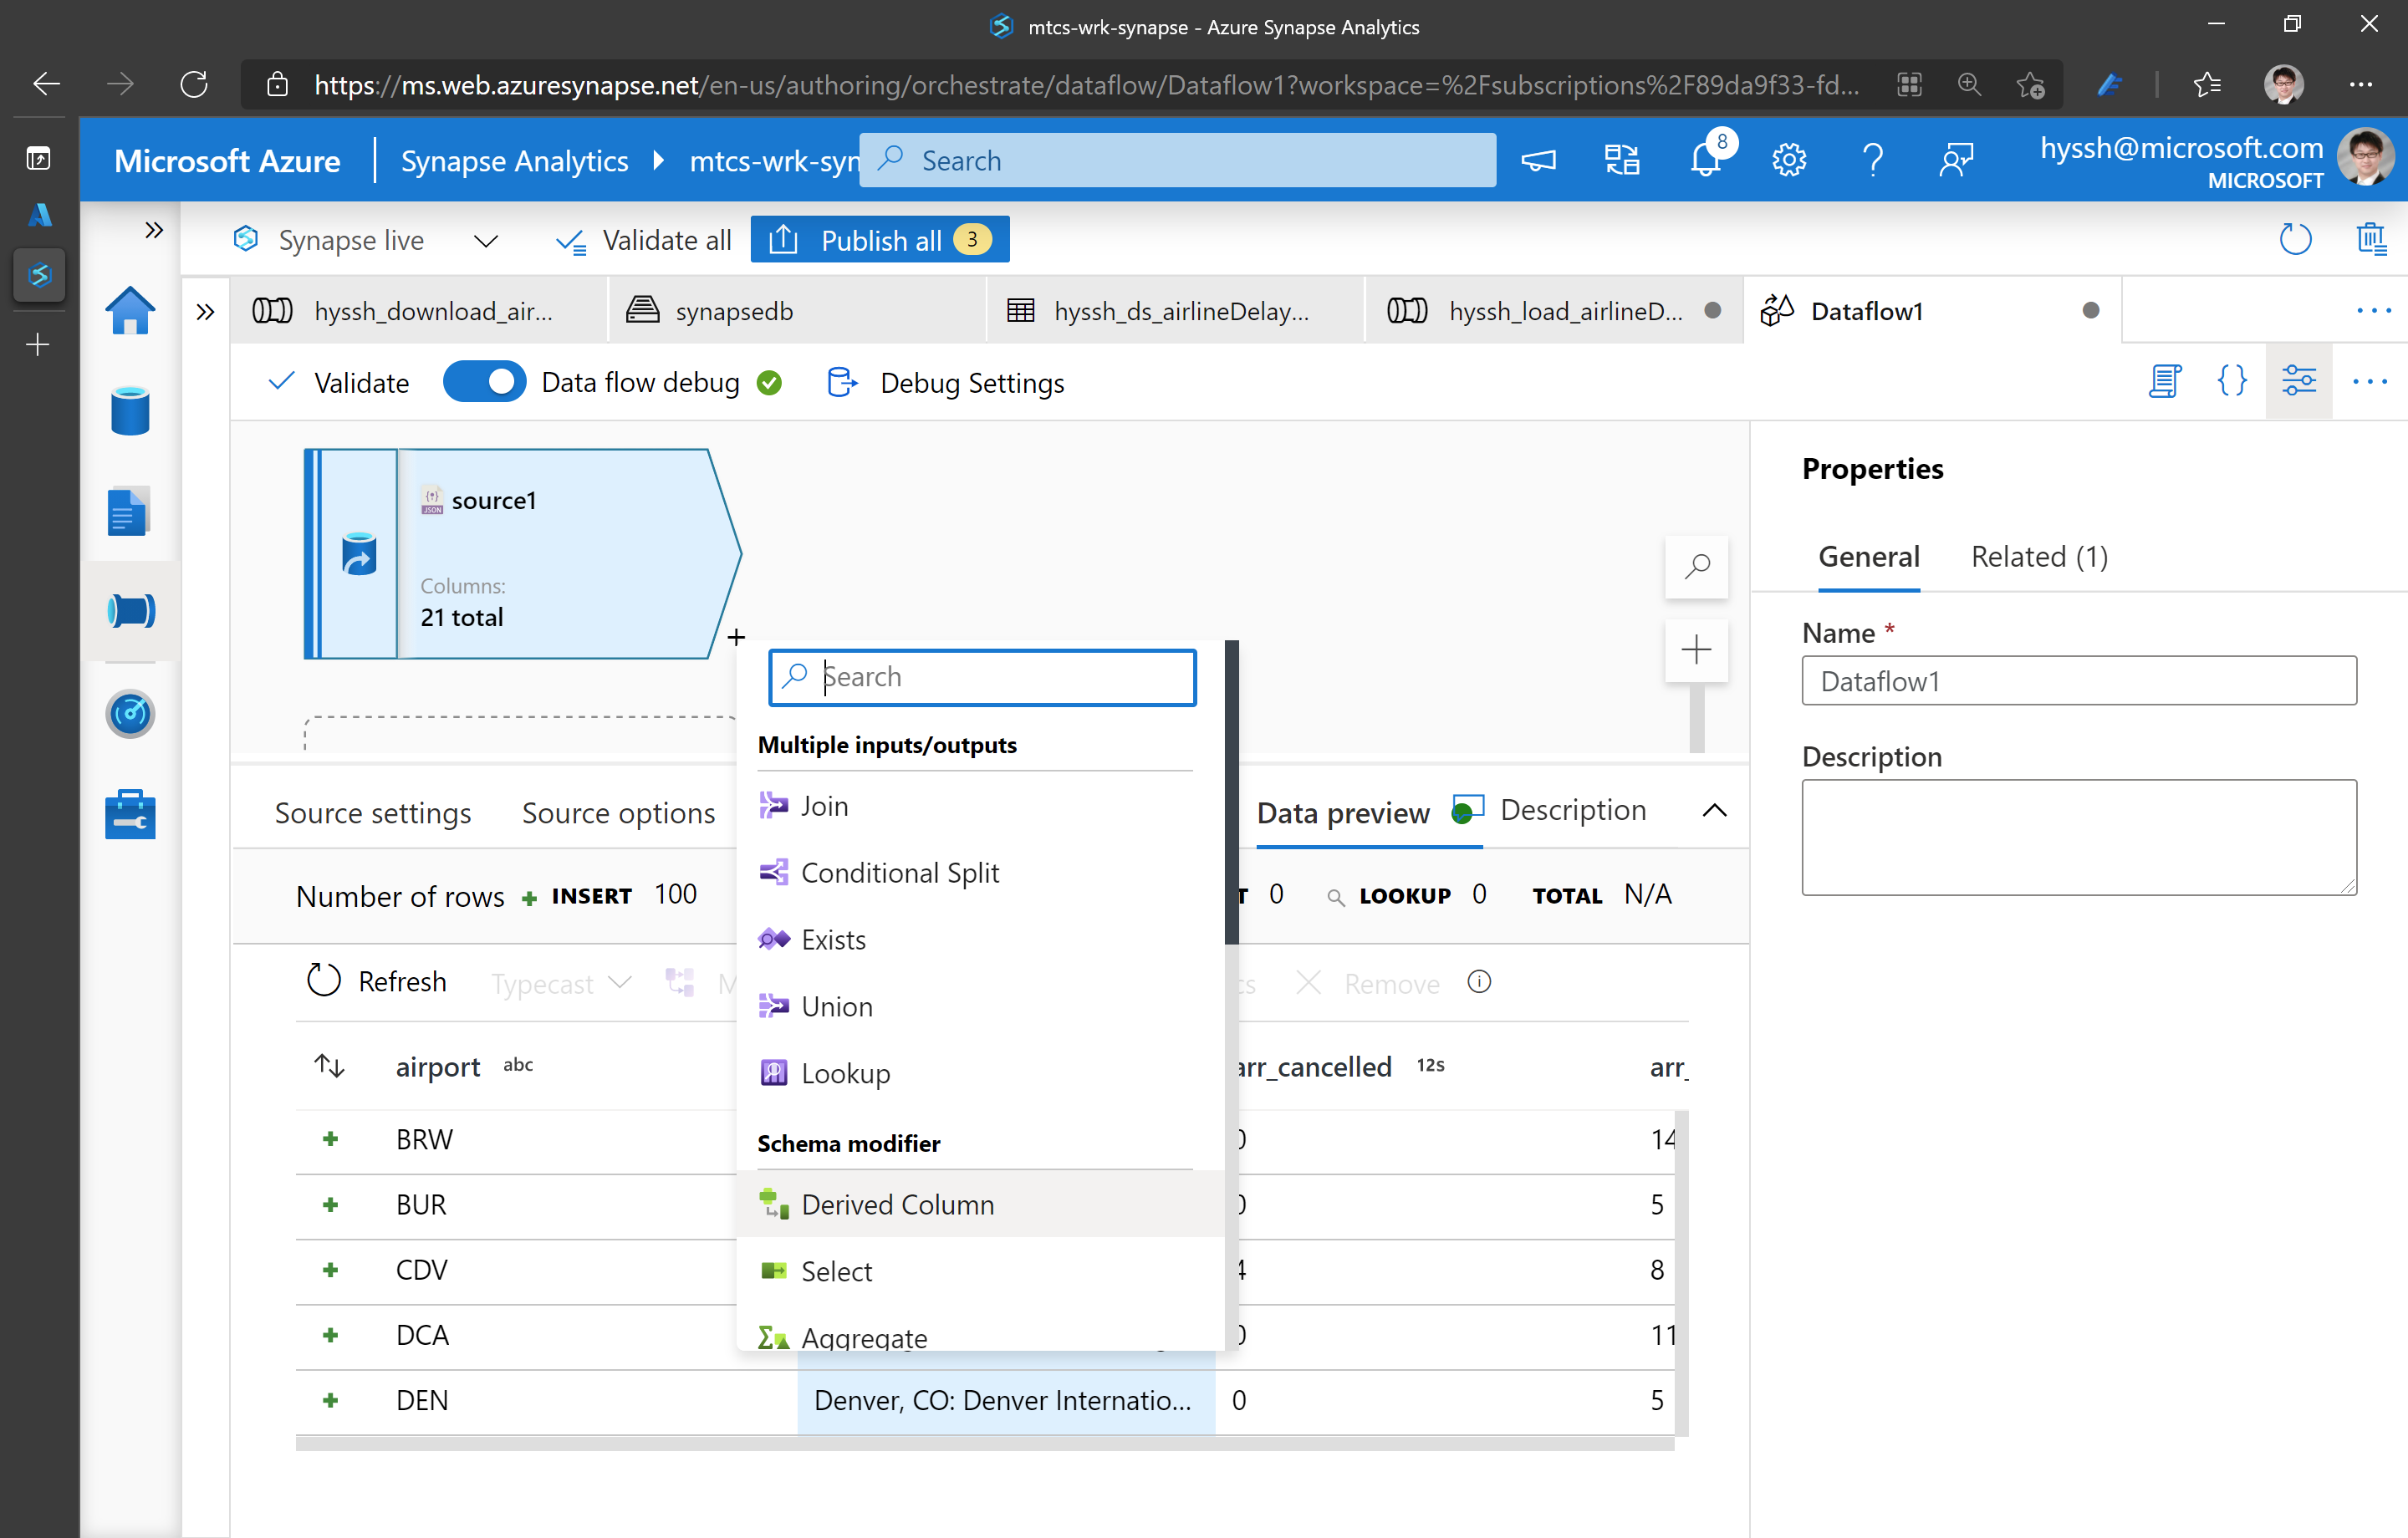 mtcs-wrk-synapse - Azure Synapse Analytics
https://ms.web.azuresynapse.net/en-us/authoring/orchestrate/dataflow/Dataflow1?workspace=%2Fsubscriptions%2F89da9f33-fd...
Microsoft Azure
Synapse Analytics
mtcs-wrk-syn
Search
8
hyssh@microsoft.com
MICROSOFT
Synapse live
Validate all
Publish all 3
hyssh_download_air...
synapsedb
hyssh_ds_airlineDelay...
hyssh_load_airlineD...
Dataflow1
Validate
Data flow debug
Debug Settings
source1
JSON
Columns:
21 total
Search
Multiple inputs/outputs
Join
Conditional Split
Exists
Union
Lookup
Schema modifier
Derived Column
Select
Aggregate
Source settings
Source options
Data preview
Description
Number of rows
INSERT 100
T 0
LOOKUP 0
TOTAL N/A
Refresh
Typecast
M
cs
Remove
airport abc
arr_cancelled 12s
arr_
BRW
0
14
BUR
0
5
CDV
4
8
DCA
0
11
DEN
Denver, CO: Denver Internatio...
0
5
Properties
General
Related (1)
Name *
Dataflow1
Description